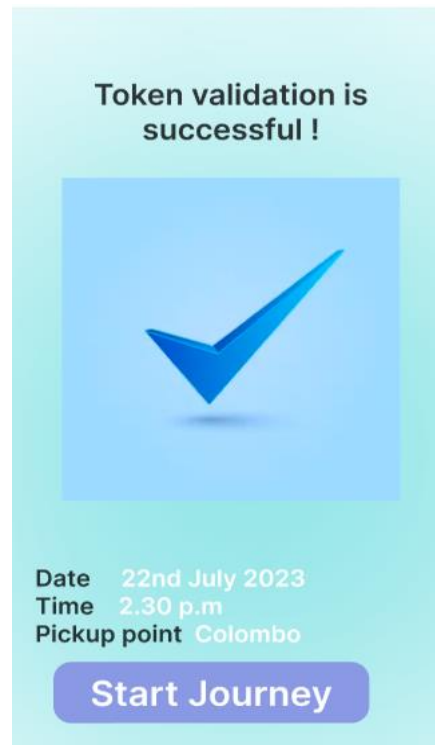 Token validation is
successful !
Date 22nd July 2023
Time 2.30 p.m
Pickup point Colombo
Start Journey